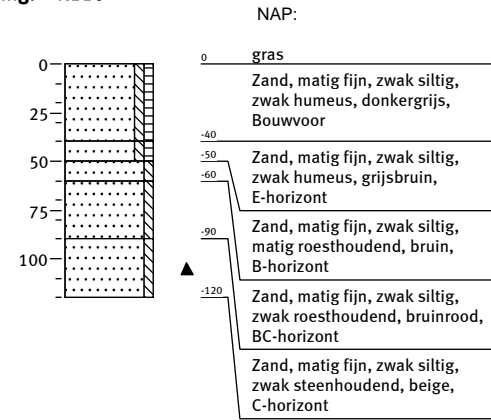 NAP:
0
gras
0
Zand, matig fijn, zwak siltig,
zwak humeus, donkergrijs,
Bouwvoor
25
-40
50
-50
Zand, matig fijn, zwak siltig,
zwak humeus, grijsbruin,
E-horizont
-60
75
Zand, matig fijn, zwak siltig,
matig roesthoudend, bruin,
B-horizont
-90
100
Zand, matig fijn, zwak siltig,
zwak roesthoudend, bruinrood,
BC-horizont
-120
Zand, matig fijn, zwak siltig,
zwak steenhoudend, beige,
C-horizont